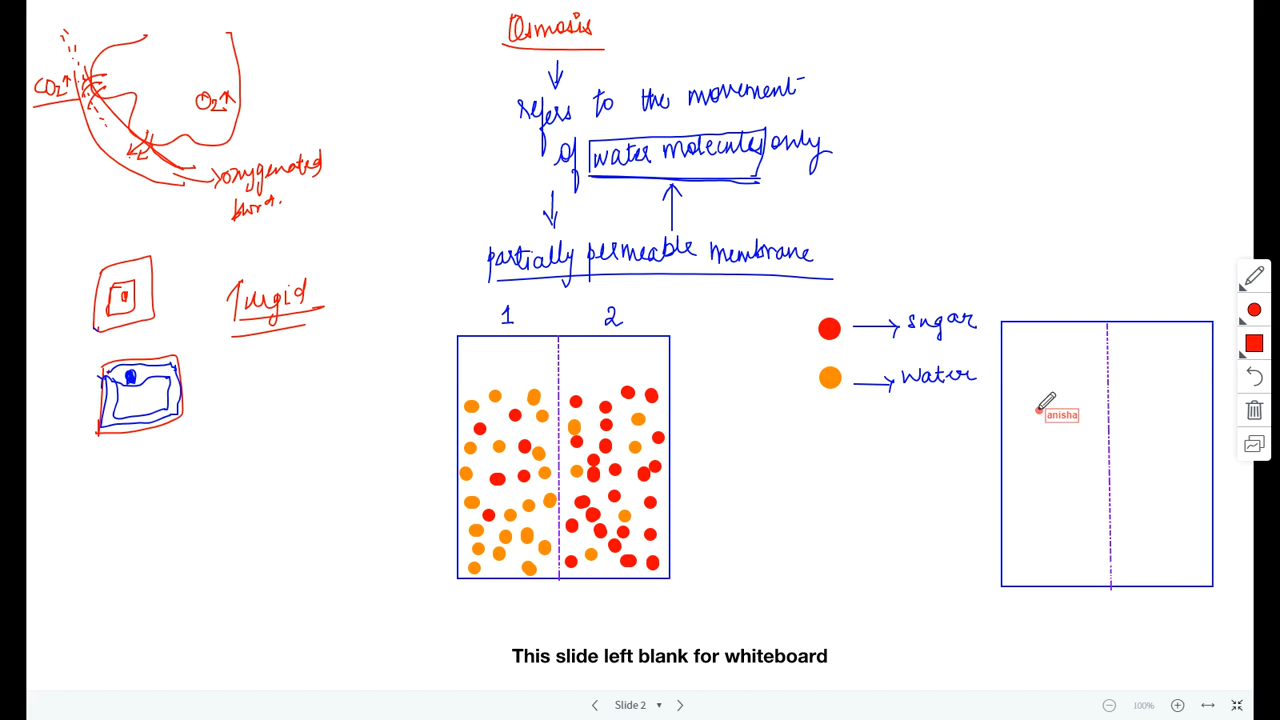 Osmosis
refers to the movement
of water molecules only
partially permeable membrane
CO2↑
O2↑
oxygenated
Turgid
1 2
sugar
Water
anisha
This slide left blank for whiteboard
Slide 2
100%